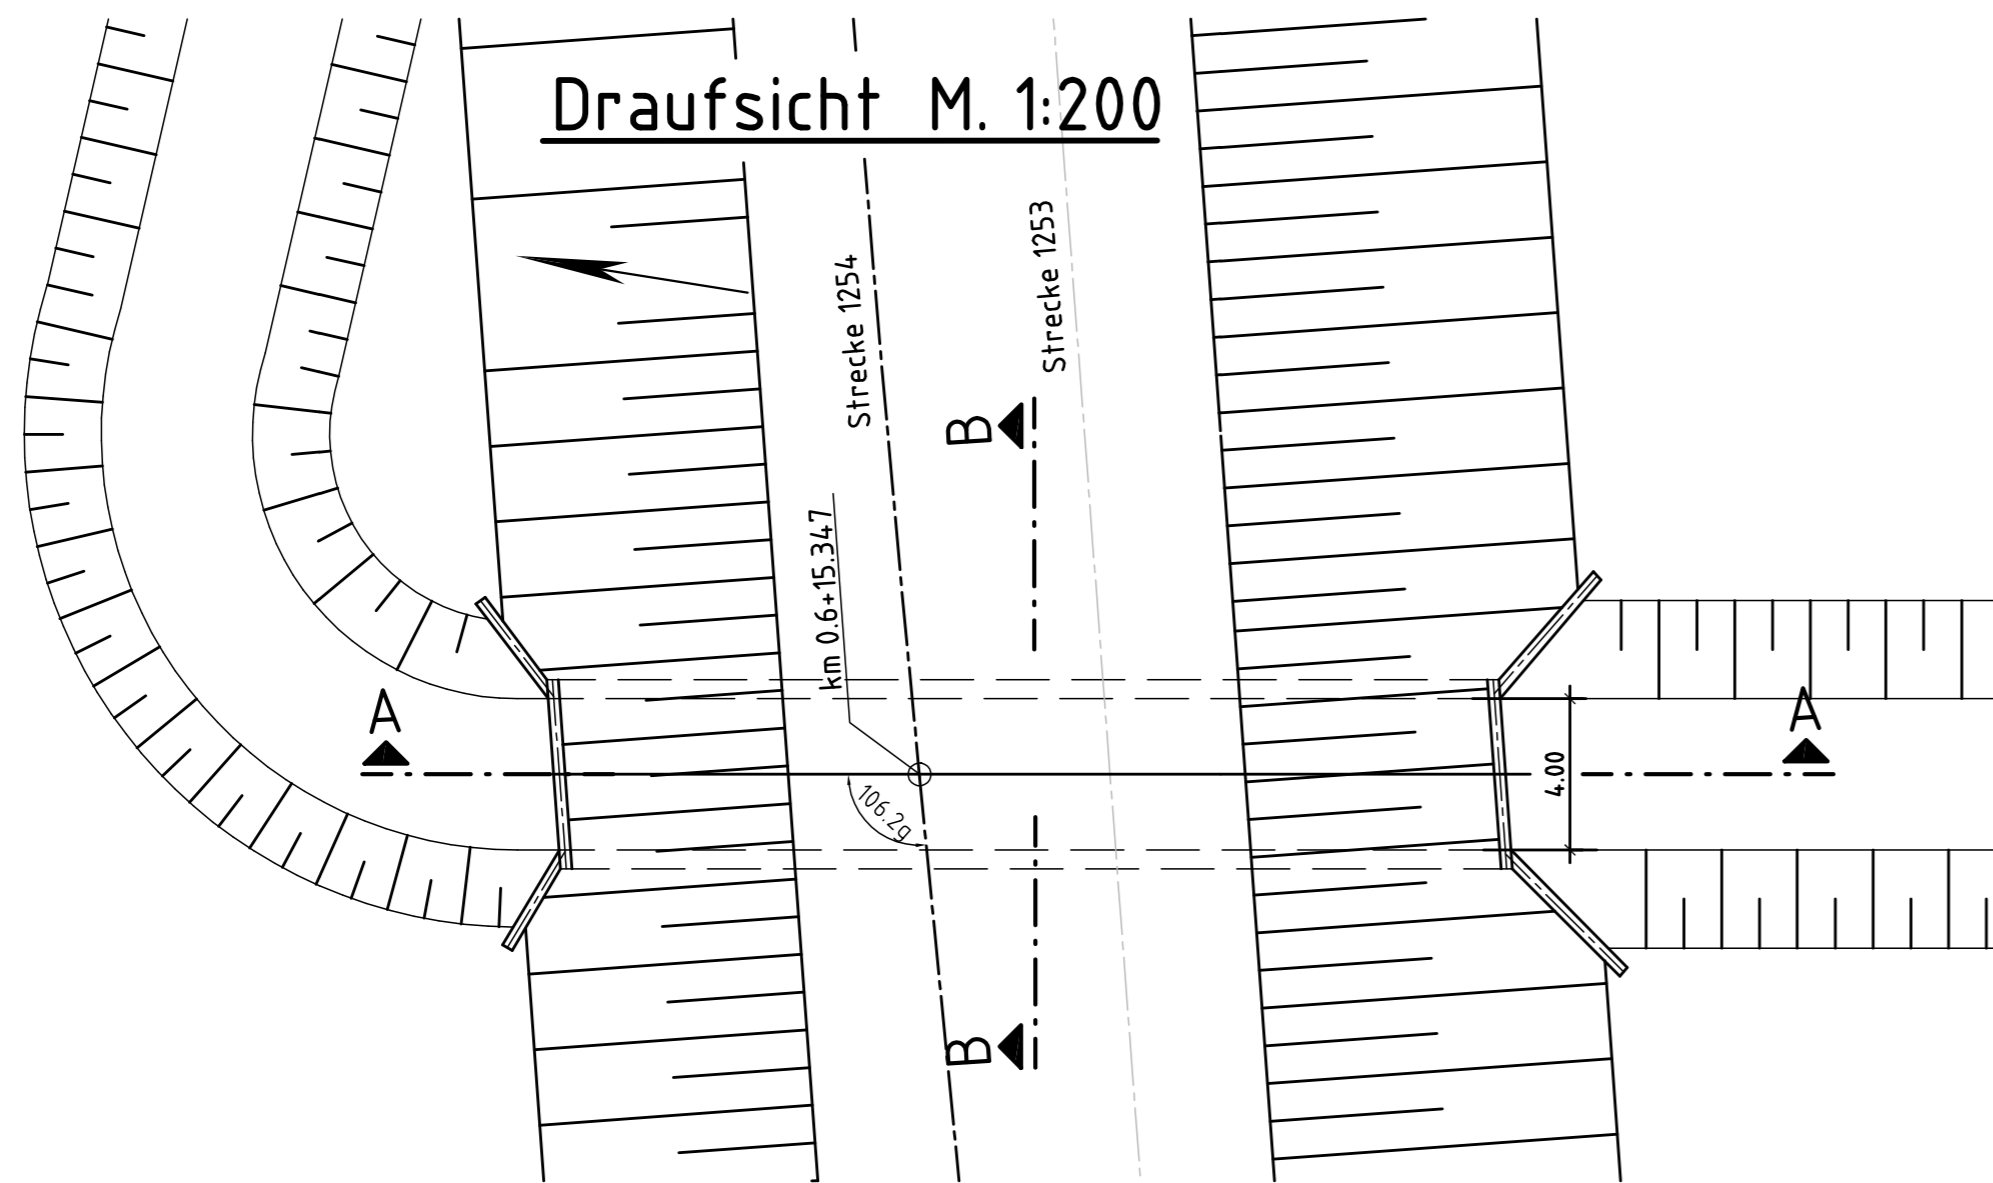 Draufsicht M. 1:200
Strecke 1254
Strecke 1253
B
km 0.6+15.347
A
A
4.00
106.2g
B